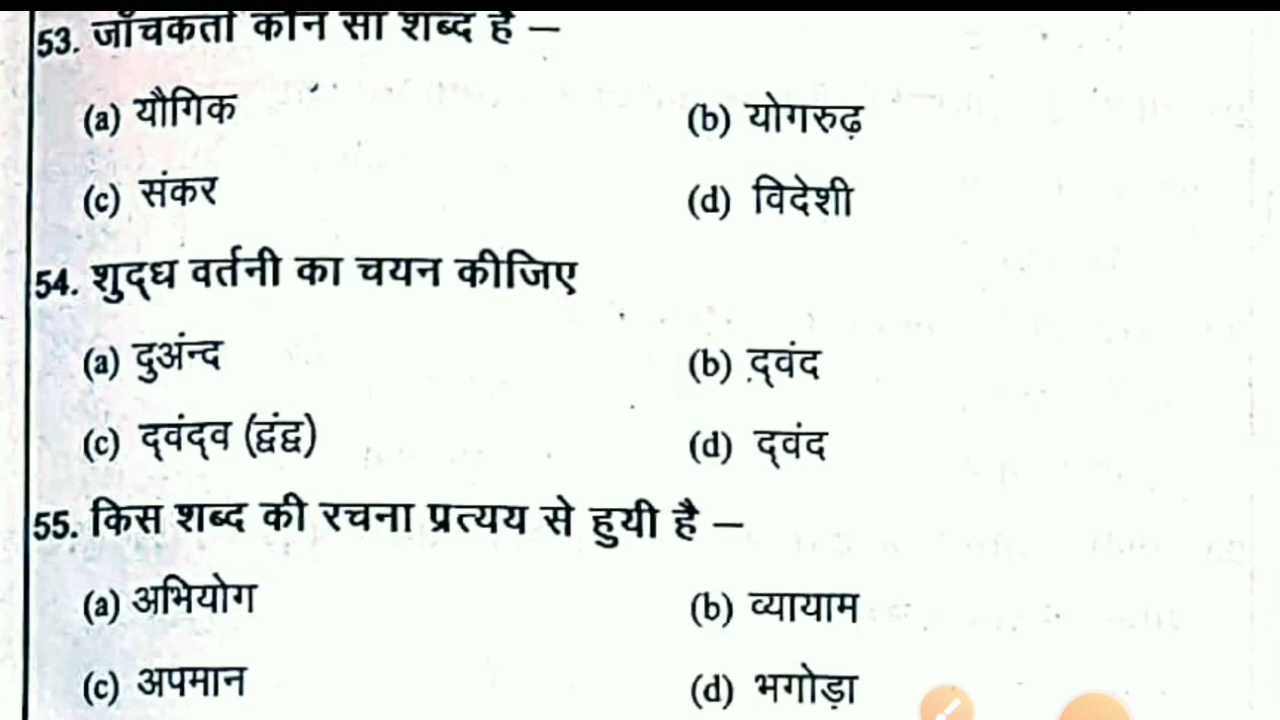 53. जाँचकर्ता कौन सा शब्द है –
(a) यौगिक (b) योगरुढ़
(c) संकर (d) विदेशी
54. शुद्ध वर्तनी का चयन कीजिए
(a) दुअंन्द (b) द्वंद
(c) द्वंद्व (द्वंद्व) (d) द्वंद
55. किस शब्द की रचना प्रत्यय से हुयी है –
(a) अभियोग (b) व्यायाम
(c) अपमान (d) भगोड़ा